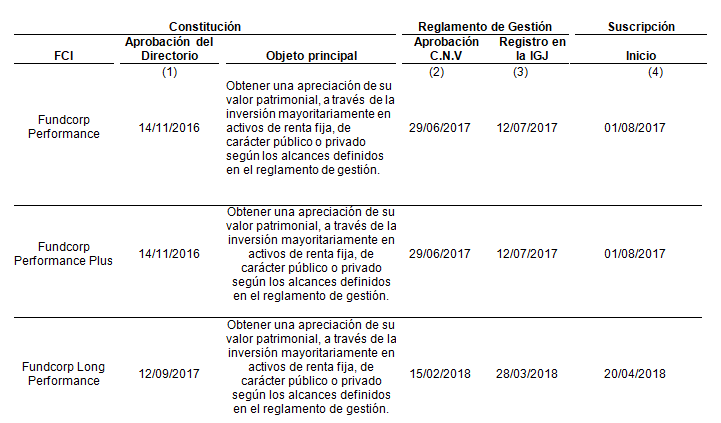 Constitución Reglamento de Gestión Suscripción
FCI Aprobación del Directorio Objeto principal Aprobación C.N.V Registro en la IGJ Inicio
(1) (2) (3) (4)
Fundcorp
Performance
14/11/2016
Obtener una apreciación de su
valor patrimonial, a través de la
inversión mayoritariamente en
activos de renta fija, de
carácter público o privado
según los alcances definidos
en el reglamento de gestión.
29/06/2017
12/07/2017
01/08/2017
Fundcorp
Performance Plus
14/11/2016
Obtener una apreciación de su
valor patrimonial, a través de la
inversión mayoritariamente en
activos de renta fija, de
carácter público o privado
según los alcances definidos
en el reglamento de gestión.
29/06/2017
12/07/2017
01/08/2017
Fundcorp Long
Performance
12/09/2017
Obtener una apreciación de su
valor patrimonial, a través de la
inversión mayoritariamente en
activos de renta fija, de
carácter público o privado
según los alcances definidos
en el reglamento de gestión.
15/02/2018
28/03/2018
20/04/2018